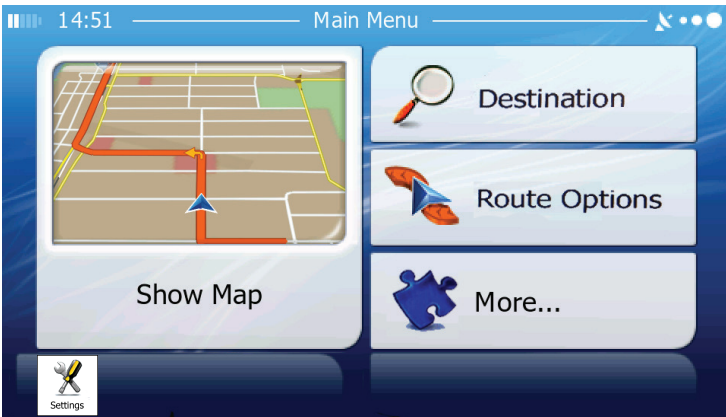 14:51 Main Menu
Destination
Route Options
Show Map
More...
Settings